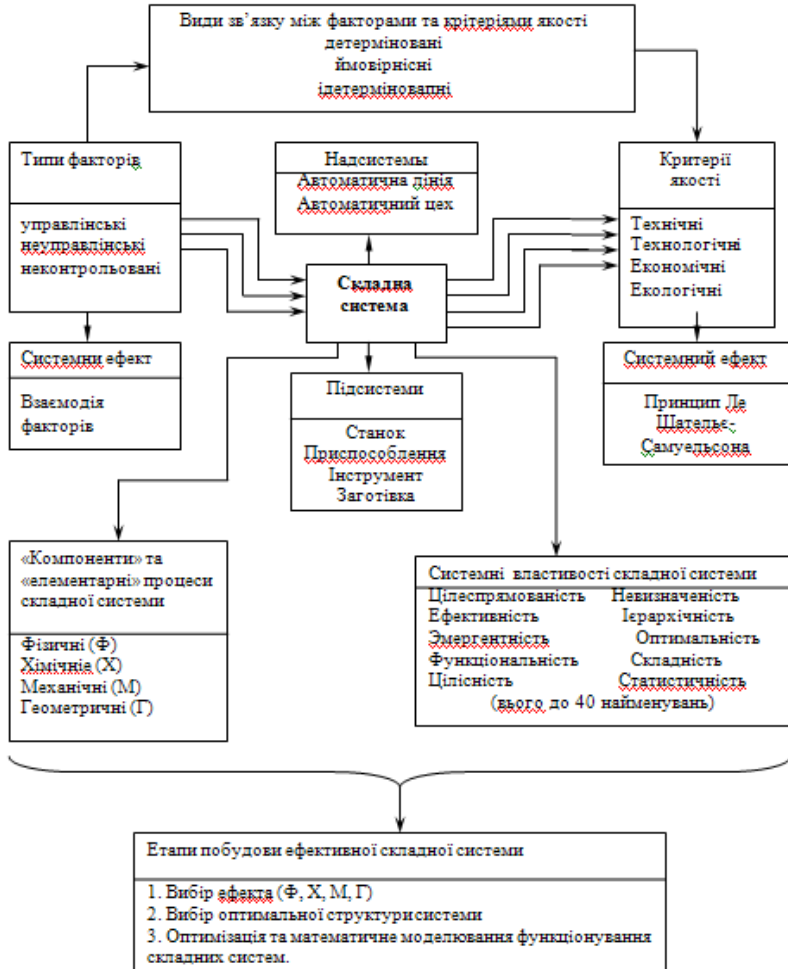 Види зв’язку між факторами та крітеріями якості
детерміновані
ймовірнісні
ідетерміновапні
Типи факторів
управлінські
неуправлінські
неконтрольовані
Надсистемы
Автоматична лінія
Автоматичний цех
Критерії
якості
Технічні
Технологічні
Економічні
Екологічні
Складна
система
Системни ефект
Взаємодія
факторів
Підсистеми
Станок
Приспособлення
Інструмент
Заготівка
Системний ефект
Принцип Ле
Шательє-
Самуельсона
«Компоненти» та
«елементарні» процеси
складної системи
Фізичні (Ф)
Хімічніе (Х)
Механічні (М)
Геометричні (Г)
Системні властивості складної системи
Цілеспрямованість Невизначеність
Ефективність Ієрархічність
Эмергентність Оптимальність
Функціональність Складність
Цілісність Статистичність
(вього до 40 найменувань)
Етапи побудови ефективної складної системи
1. Вибір ефекта (Ф, Х, М, Г)
2. Вибір оптимальної структури системи
3. Оптимізація та математичне моделювання функціонування
складних систем.